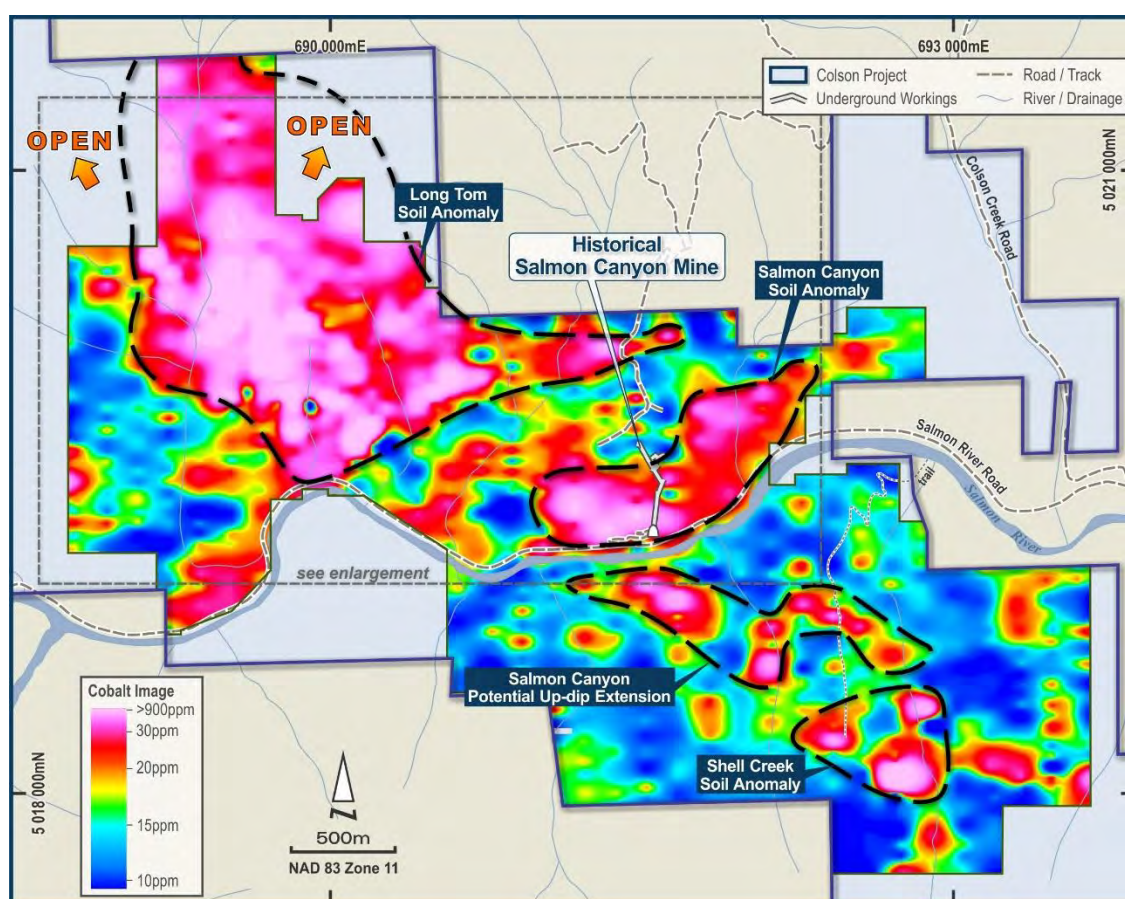 690 000mE
693 000mE
Colson Project
Road / Track
Underground Workings
River / Drainage
OPEN
OPEN
5 021 000mN
Colson Creek Road
Long Tom
Soil Anomaly
Historical
Salmon Canyon Mine
Salmon Canyon
Soil Anomaly
Salmon River Road
trail
Salmon
River
see enlargement
Salmon Canyon
Potential Up-dip Extension
Shell Creek
Soil Anomaly
Cobalt Image
>900ppm
30ppm
20ppm
15ppm
10ppm
5 018 000mN
N
500m
NAD 83 Zone 11